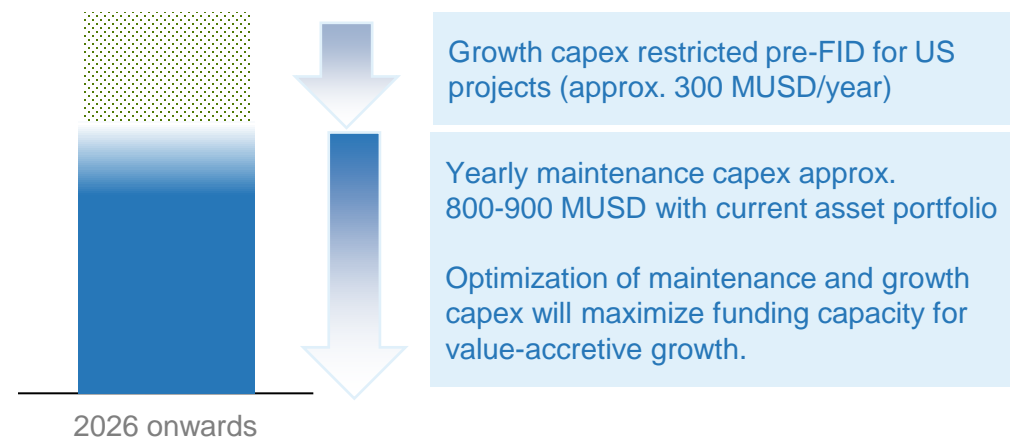 Growth capex restricted pre-FID for US
projects (approx. 300 MUSD/year)
Yearly maintenance capex approx.
800-900 MUSD with current asset portfolio
Optimization of maintenance and growth
capex will maximize funding capacity for
value-accretive growth.
2026 onwards